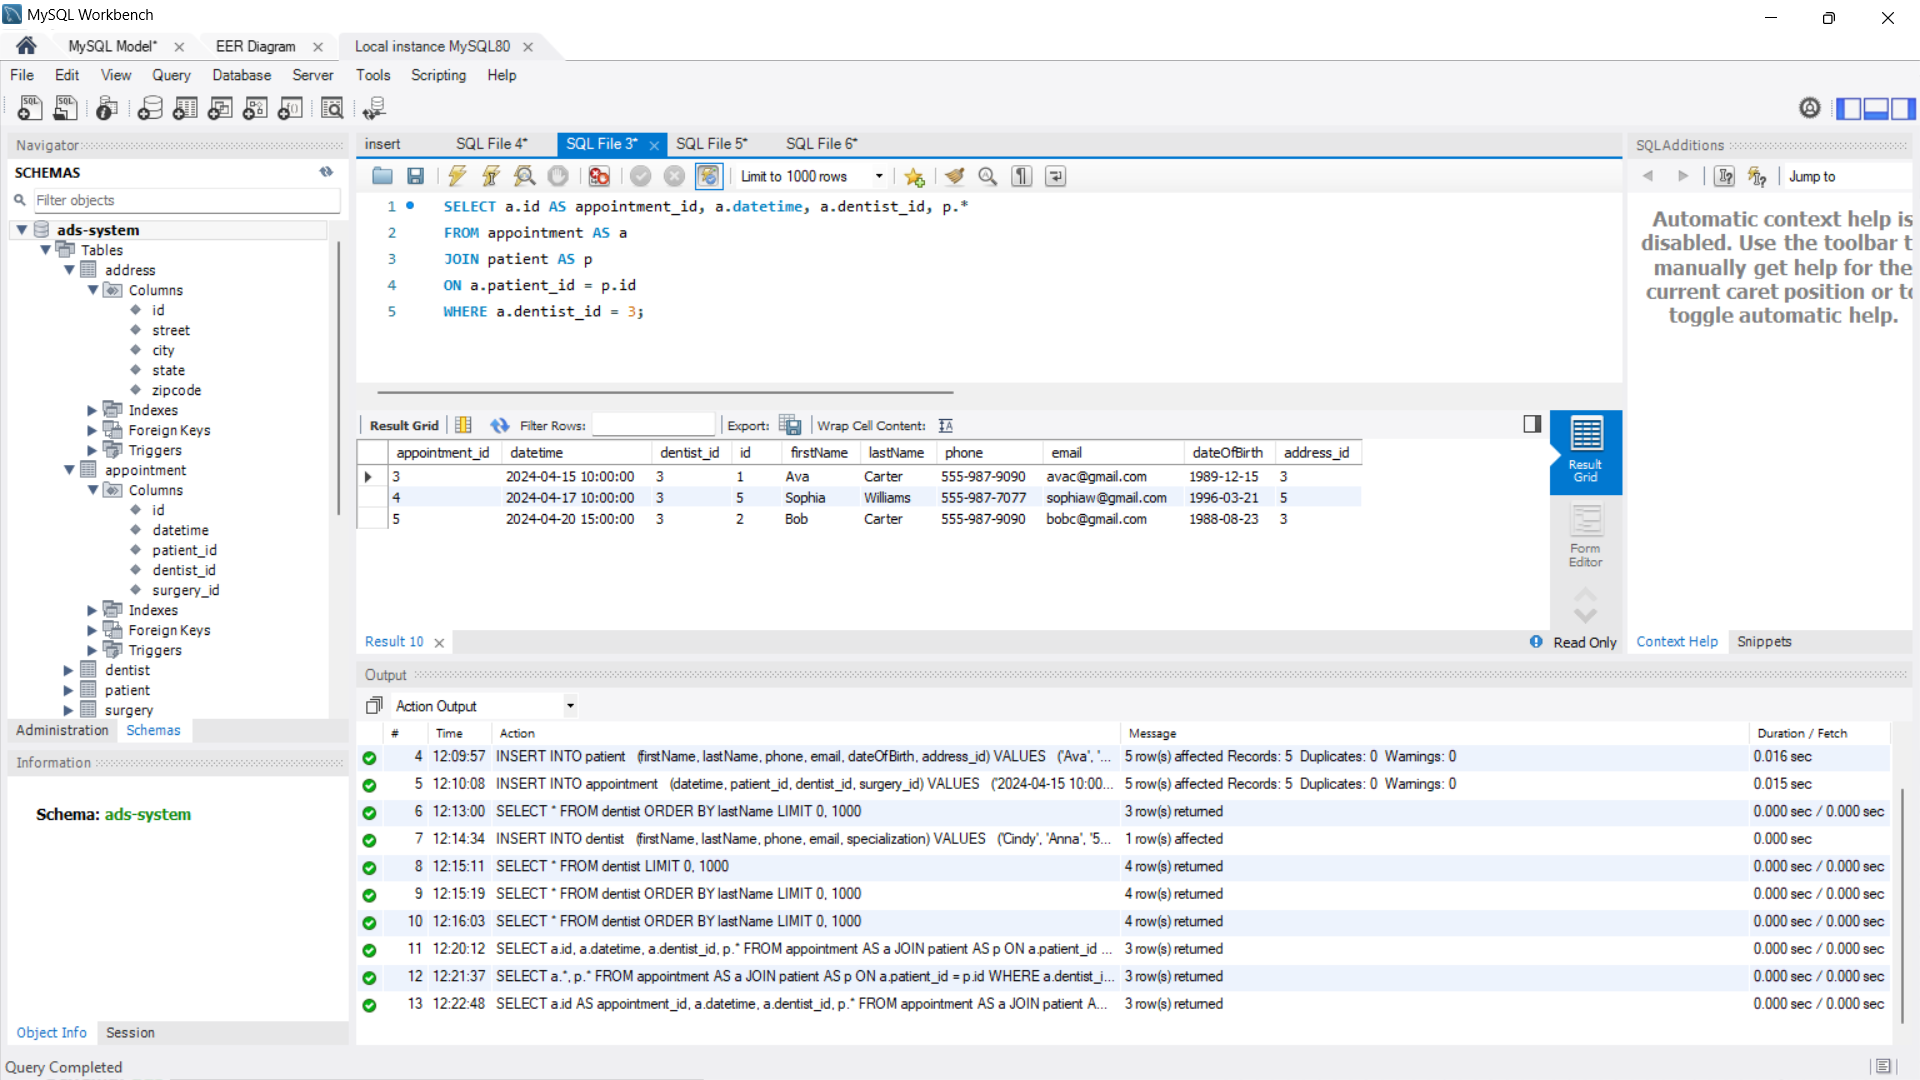 MySQL Workbench
MySQL Model* EER Diagram Local instance MySQL80
File Edit View Query Database Server Tools Scripting Help
Navigator
SCHEMAS
Filter objects
ads-system
Tables
address
Columns
id
street
city
state
zipcode
Indexes
Foreign Keys
Triggers
appointment
Columns
id
datetime
patient_id
dentist_id
surgery_id
Indexes
Foreign Keys
Triggers
dentist
patient
surgery
Administration Schemas
Information
Schema: ads-system
Object Info Session
insert SQL File 4* SQL File 3* SQL File 5* SQL File 6*
Limit to 1000 rows
1 SELECT a.id AS appointment_id, a.datetime, a.dentist_id, p.*
2 FROM appointment AS a
3 JOIN patient AS p
4 ON a.patient_id = p.id
5 WHERE a.dentist_id = 3;
Result Grid Filter Rows: Export: Wrap Cell Content:
appointment_id datetime dentist_id id firstName lastName phone email dateOfBirth address_id
3 2024-04-15 10:00:00 3 1 Ava Carter 555-987-9090 avac@gmail.com 1989-12-15 3
4 2024-04-17 10:00:00 3 5 Sophia Williams 555-987-7077 sophiaw@gmail.com 1996-03-21 5
5 2024-04-20 15:00:00 3 2 Bob Carter 555-987-9090 bobc@gmail.com 1988-08-23 3
Result
Grid
Form
Editor
Result 10 Read Only
SQLAdditions
Jump to
Automatic context help is
disabled. Use the toolbar t
manually get help for the
current caret position or to
toggle automatic help.
Context Help Snippets
Output
Action Output
# Time Action Message Duration / Fetch
4 12:09:57 INSERT INTO patient (firstName, lastName, phone, email, dateOfBirth, address_id) VALUES ('Ava', '... 5 row(s) affected Records: 5 Duplicates: 0 Warnings: 0 0.016 sec
5 12:10:08 INSERT INTO appointment (datetime, patient_id, dentist_id, surgery_id) VALUES ('2024-04-15 10:00... 5 row(s) affected Records: 5 Duplicates: 0 Warnings: 0 0.015 sec
6 12:13:00 SELECT * FROM dentist ORDER BY lastName LIMIT 0, 1000 3 row(s) returned 0.000 sec / 0.000 sec
7 12:14:34 INSERT INTO dentist (firstName, lastName, phone, email, specialization) VALUES ('Cindy', 'Anna', '5... 1 row(s) affected 0.000 sec
8 12:15:11 SELECT * FROM dentist LIMIT 0, 1000 4 row(s) returned 0.000 sec / 0.000 sec
9 12:15:19 SELECT * FROM dentist ORDER BY lastName LIMIT 0, 1000 4 row(s) returned 0.000 sec / 0.000 sec
10 12:16:03 SELECT * FROM dentist ORDER BY lastName LIMIT 0, 1000 4 row(s) returned 0.000 sec / 0.000 sec
11 12:20:12 SELECT a.id, a.datetime, a.dentist_id, p.* FROM appointment AS a JOIN patient AS p ON a.patient_id ... 3 row(s) returned 0.000 sec / 0.000 sec
12 12:21:37 SELECT a.*, p.* FROM appointment AS a JOIN patient AS p ON a.patient_id = p.id WHERE a.dentist_i... 3 row(s) returned 0.000 sec / 0.000 sec
13 12:22:48 SELECT a.id AS appointment_id, a.datetime, a.dentist_id, p.* FROM appointment AS a JOIN patient A... 3 row(s) returned 0.000 sec / 0.000 sec
Query Completed